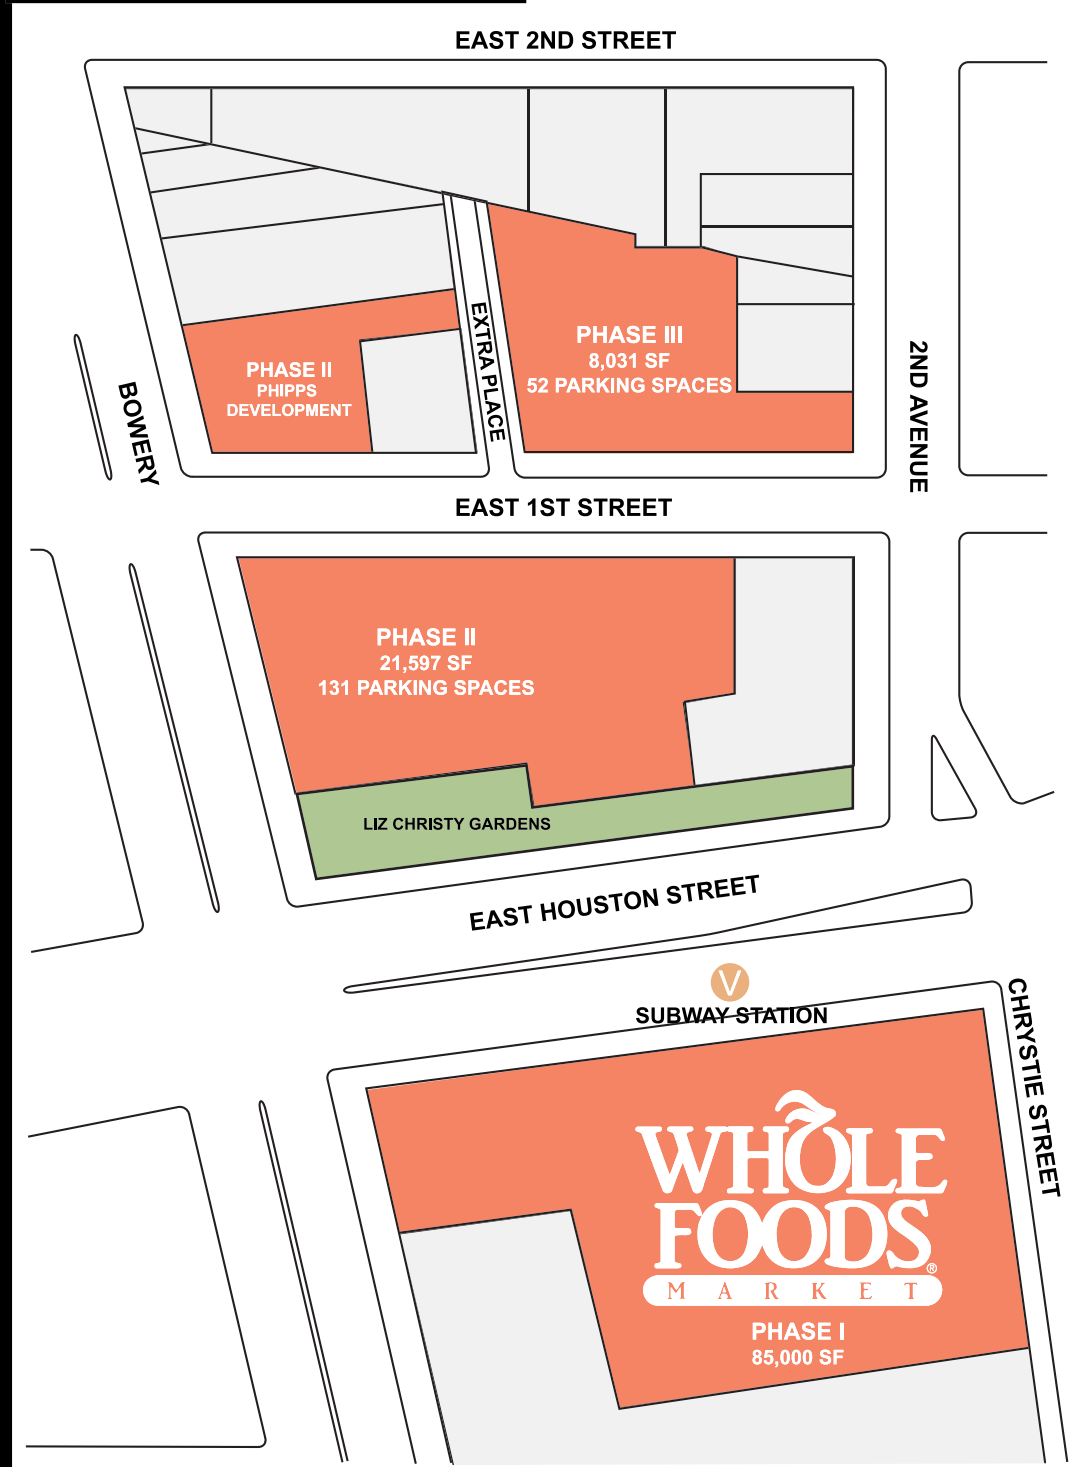 EAST 2ND STREET
EXTRA PLACE
PHASE III
8,031 SF
52 PARKING SPACES
PHASE II
PHIPPS
DEVELOPMENT
BOWERY
2ND AVENUE
EAST 1ST STREET
PHASE II
21,597 SF
131 PARKING SPACES
LIZ CHRISTY GARDENS
EAST HOUSTON STREET
V
SUBWAY STATION
CHRYSTIE STREET
WHOLE
FOODS®
MARKET
PHASE I
85,000 SF